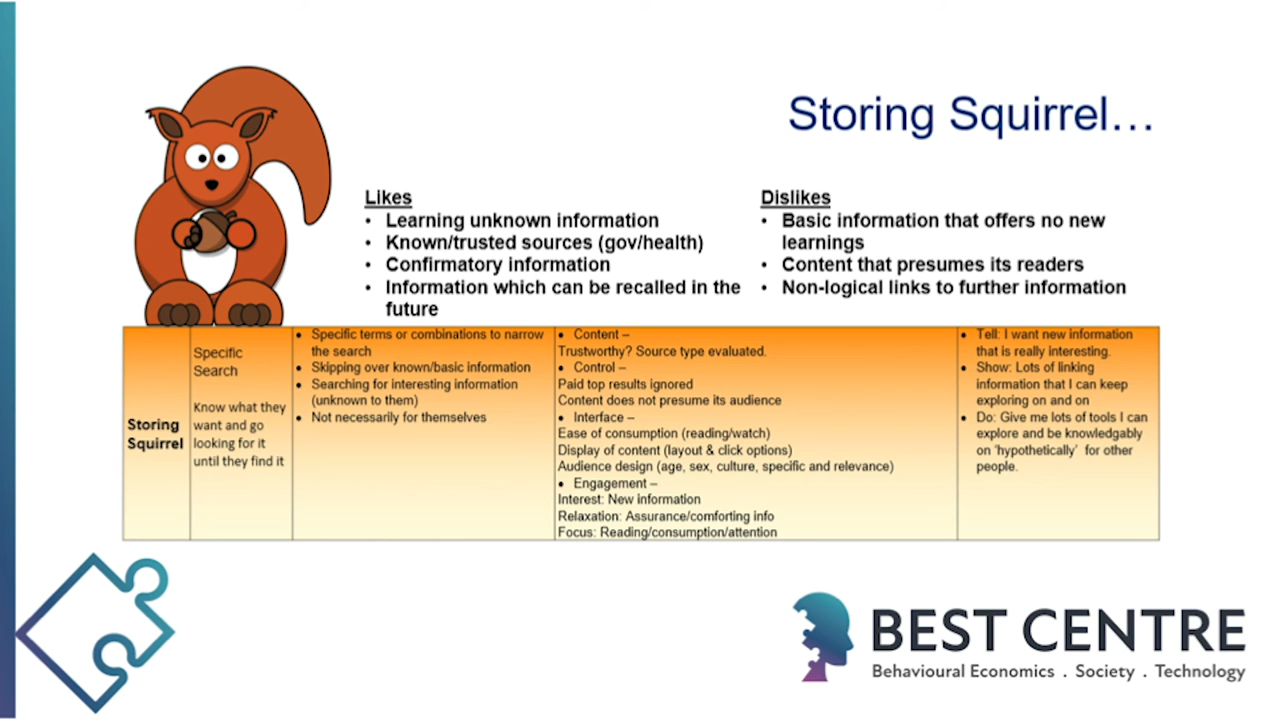 Storing Squirrel…
Likes
• Learning unknown information
• Known/trusted sources (gov/health)
• Confirmatory information
• Information which can be recalled in the
future
Dislikes
• Basic information that offers no new
learnings
• Content that presumes its readers
• Non-logical links to further information
Storing
Squirrel
Specific
Search
Know what they
want and go
looking for it
until they find it
• Specific terms or combinations to narrow
the search
• Skipping over known/basic information
• Searching for interesting information
(unknown to them)
• Not necessarily for themselves
• Content –
Trustworthy? Source type evaluated.
• Control –
Paid top results ignored
Content does not presume its audience
• Interface –
Ease of consumption (reading/watch)
Display of content (layout & click options)
Audience design (age, sex, culture, specific and relevance)
• Engagement –
Interest: New information
Relaxation: Assurance/comforting info
Focus: Reading/consumption/attention
• Tell: I want new information
that is really interesting.
• Show: Lots of linking
information that I can keep
exploring on and on
• Do: Give me lots of tools I can
explore and be knowledgably
on 'hypothetically' for other
people.
BEST CENTRE
Behavioural Economics . Society . Technology